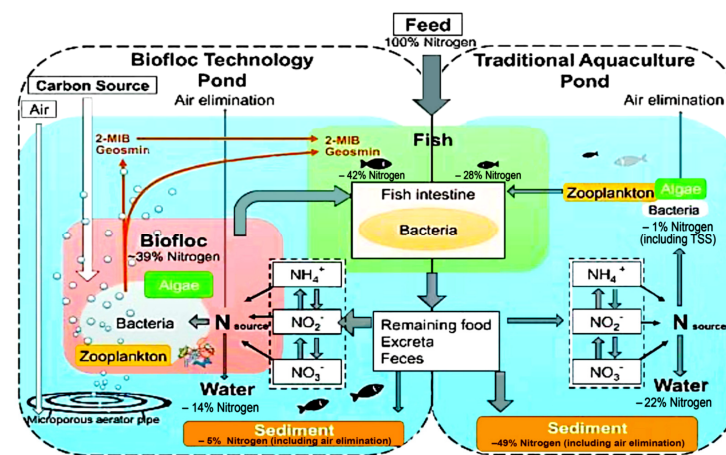 Feed
100% Nitrogen
Biofloc Technology
Pond
Traditional Aquaculture
Pond
Carbon Source
Air
Air elimination
Air elimination
2-MIB
Geosmin
2-MIB
Geosmin
Fish
– 42% Nitrogen
– 28% Nitrogen
Fish intestine
Bacteria
Zooplankton
Algae
Bacteria
– 1% Nitrogen
(including TSS)
Biofloc
~39% Nitrogen
Algae
Bacteria
Zooplankton
N source
NH₄⁺
NO₂⁻
NO₃⁻
Remaining food
Excreta
Feces
NH₄⁺
NO₂⁻
NO₃⁻
N source
Water
– 14% Nitrogen
Water
– 22% Nitrogen
Microporous aerator pipe
Sediment
– 5% Nitrogen (including air elimination)
Sediment
–49% Nitrogen (including air elimination)